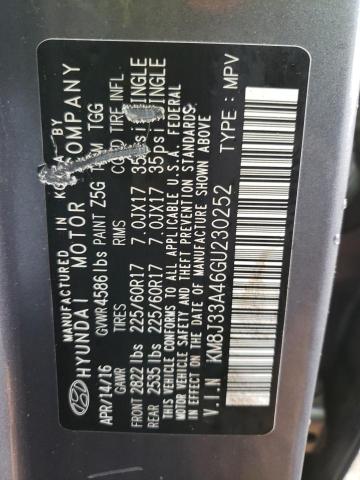 MANUFACTURED IN KOREA BY
HYUNDAI MOTOR COMPANY
APR/14/16 GVWR 4586 lbs PAINT Z5G TRIM TGG
GAWR TIRES RIMS COLD TIRE INFL
FRONT 2822 lbs 225/60R17 7.0JX17 35psi SINGLE
REAR 2535 lbs 225/60R17 7.0JX17 35psi SINGLE
THIS VEHICLE CONFORMS TO ALL APPLICABLE U.S.A. FEDERAL
MOTOR VEHICLE SAFETY, BUMPER, AND THEFT PREVENTION
STANDARDS IN EFFECT ON THE DATE OF MANUFACTURE SHOWN ABOVE
V.I.N KM8J33A46GU230252 TYPE : MPV